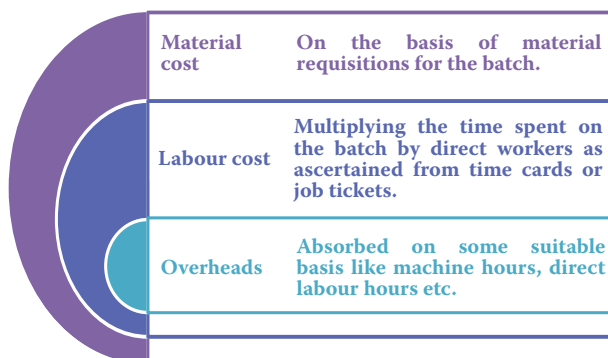 Material cost
On the basis of material requisitions for the batch.
Labour cost
Multiplying the time spent on the batch by direct workers as ascertained from time cards or job tickets.
Overheads
Absorbed on some suitable basis like machine hours, direct labour hours etc.